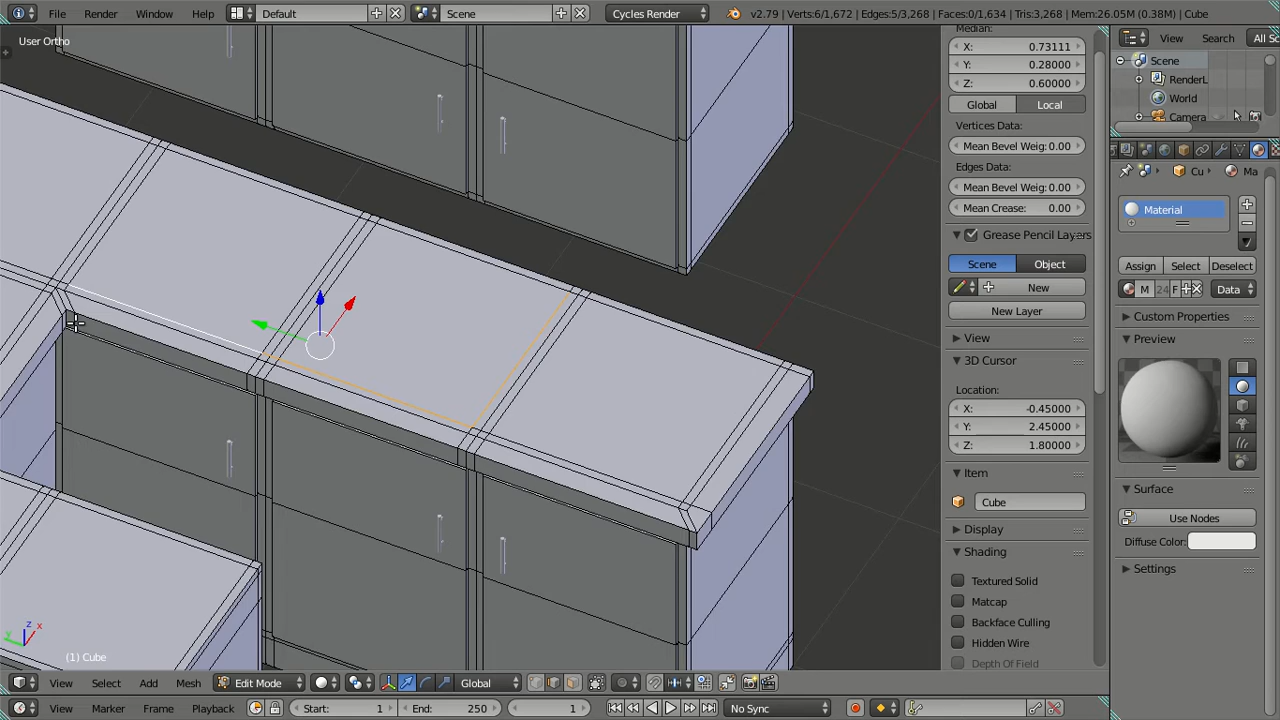 File Render Window Help Default Scene Cycles Render v2.79 | Verts:6/1,672 | Edges:5/3,268 | Faces:0/1,634 | Tris:3,268 | Mem:26.05M (0.38M) | Cube
User Ortho
Median:
X: 0.73111
Y: 0.28000
Z: 0.60000
Global Local
Vertices Data:
Mean Bevel Weig: 0.00
Edges Data:
Mean Bevel Weig: 0.00
Mean Crease: 0.00
Grease Pencil Layers
Scene Object
New
New Layer
View
3D Cursor
Location:
X: -0.45000
Y: 2.45000
Z: 1.80000
Item
Cube
Display
Shading
Textured Solid
Matcap
Backface Culling
Hidden Wire
Depth Of Field
View Search All Sc
Scene
RenderL
World
Camera
Cu Ma
Material
Assign Select Deselect
M 24 F Data
Custom Properties
Preview
Surface
Use Nodes
Diffuse Color:
Settings
z
y x
(1) Cube
View Select Add Mesh Edit Mode Global
View Marker Frame Playback Start: 1 End: 250 1 No Sync